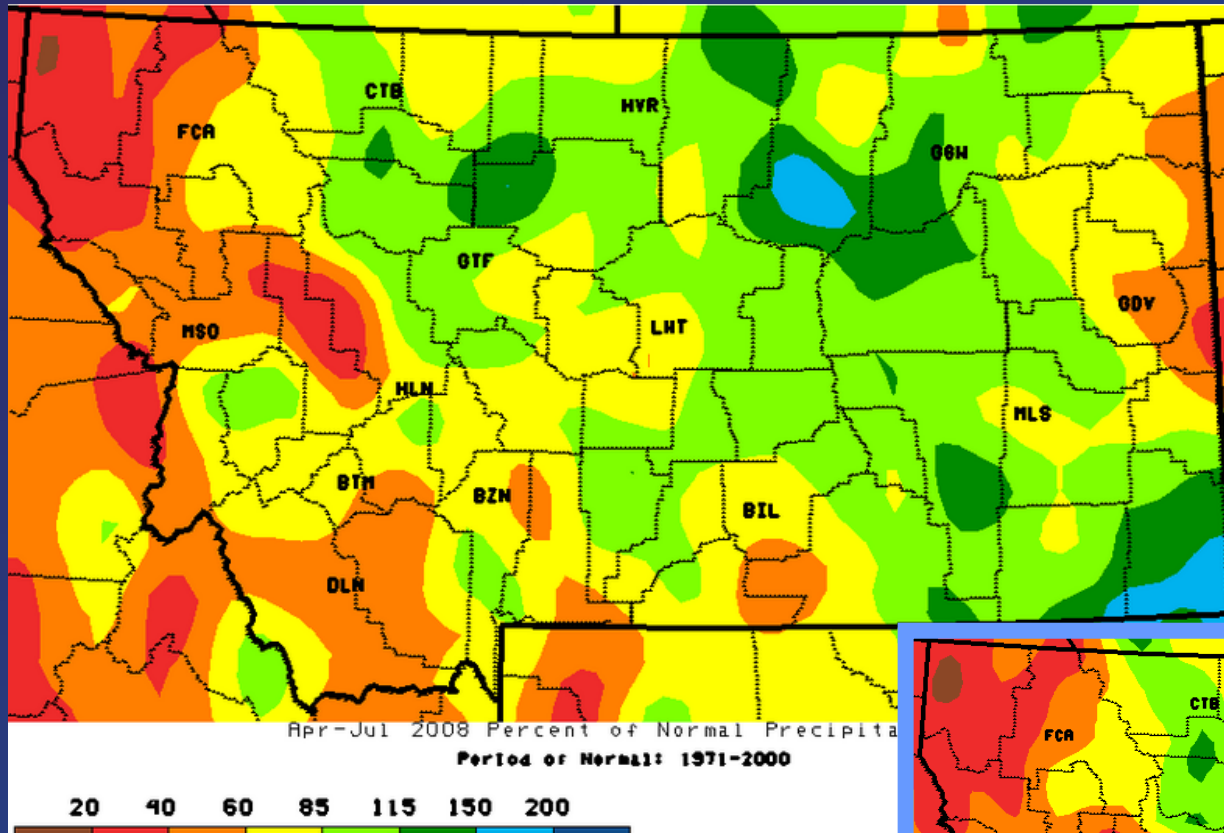 CTB
HVR
FCA
GGW
GTF
GDV
MSO
LWT
HLN
MLS
BTM
BZN
BIL
DLN
Apr-Jul 2008 Percent of Normal Precipita
Period of Normal: 1971-2000
20 40 60 85 115 150 200
CTB
FCA